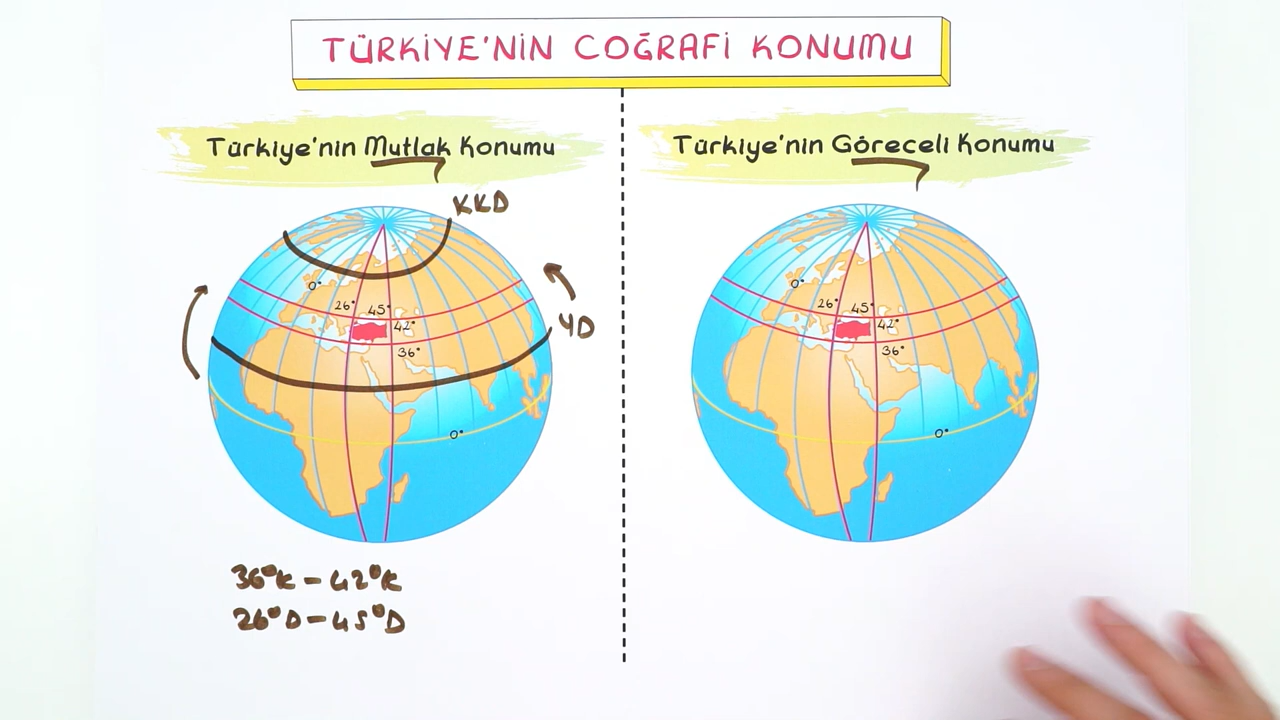 TÜRKİYE'NİN COĞRAFİ KONUMU
Türkiye'nin Mutlak Konumu
KKD
0°
26°
45°
42°
36°
YD
0°
36°K - 42°K
26°D - 45°D
Türkiye'nin Göreceli Konumu
0°
26°
45°
42°
36°
0°